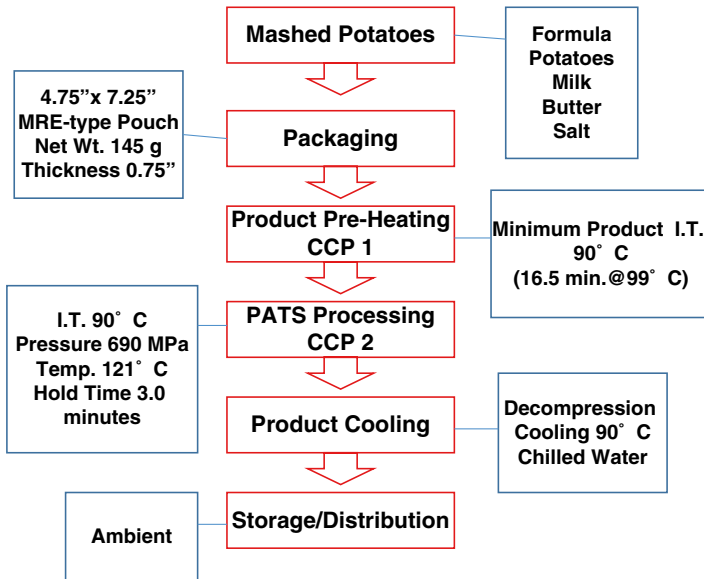 Mashed Potatoes
Formula
Potatoes
Milk
Butter
Salt
4.75”x 7.25”
MRE-type Pouch
Net Wt. 145 g
Thickness 0.75”
Packaging
Product Pre-Heating
CCP 1
Minimum Product I.T.
90° C
(16.5 min.@99° C)
I.T. 90° C
Pressure 690 MPa
Temp. 121° C
Hold Time 3.0
minutes
PATS Processing
CCP 2
Product Cooling
Decompression
Cooling 90° C
Chilled Water
Ambient
Storage/Distribution